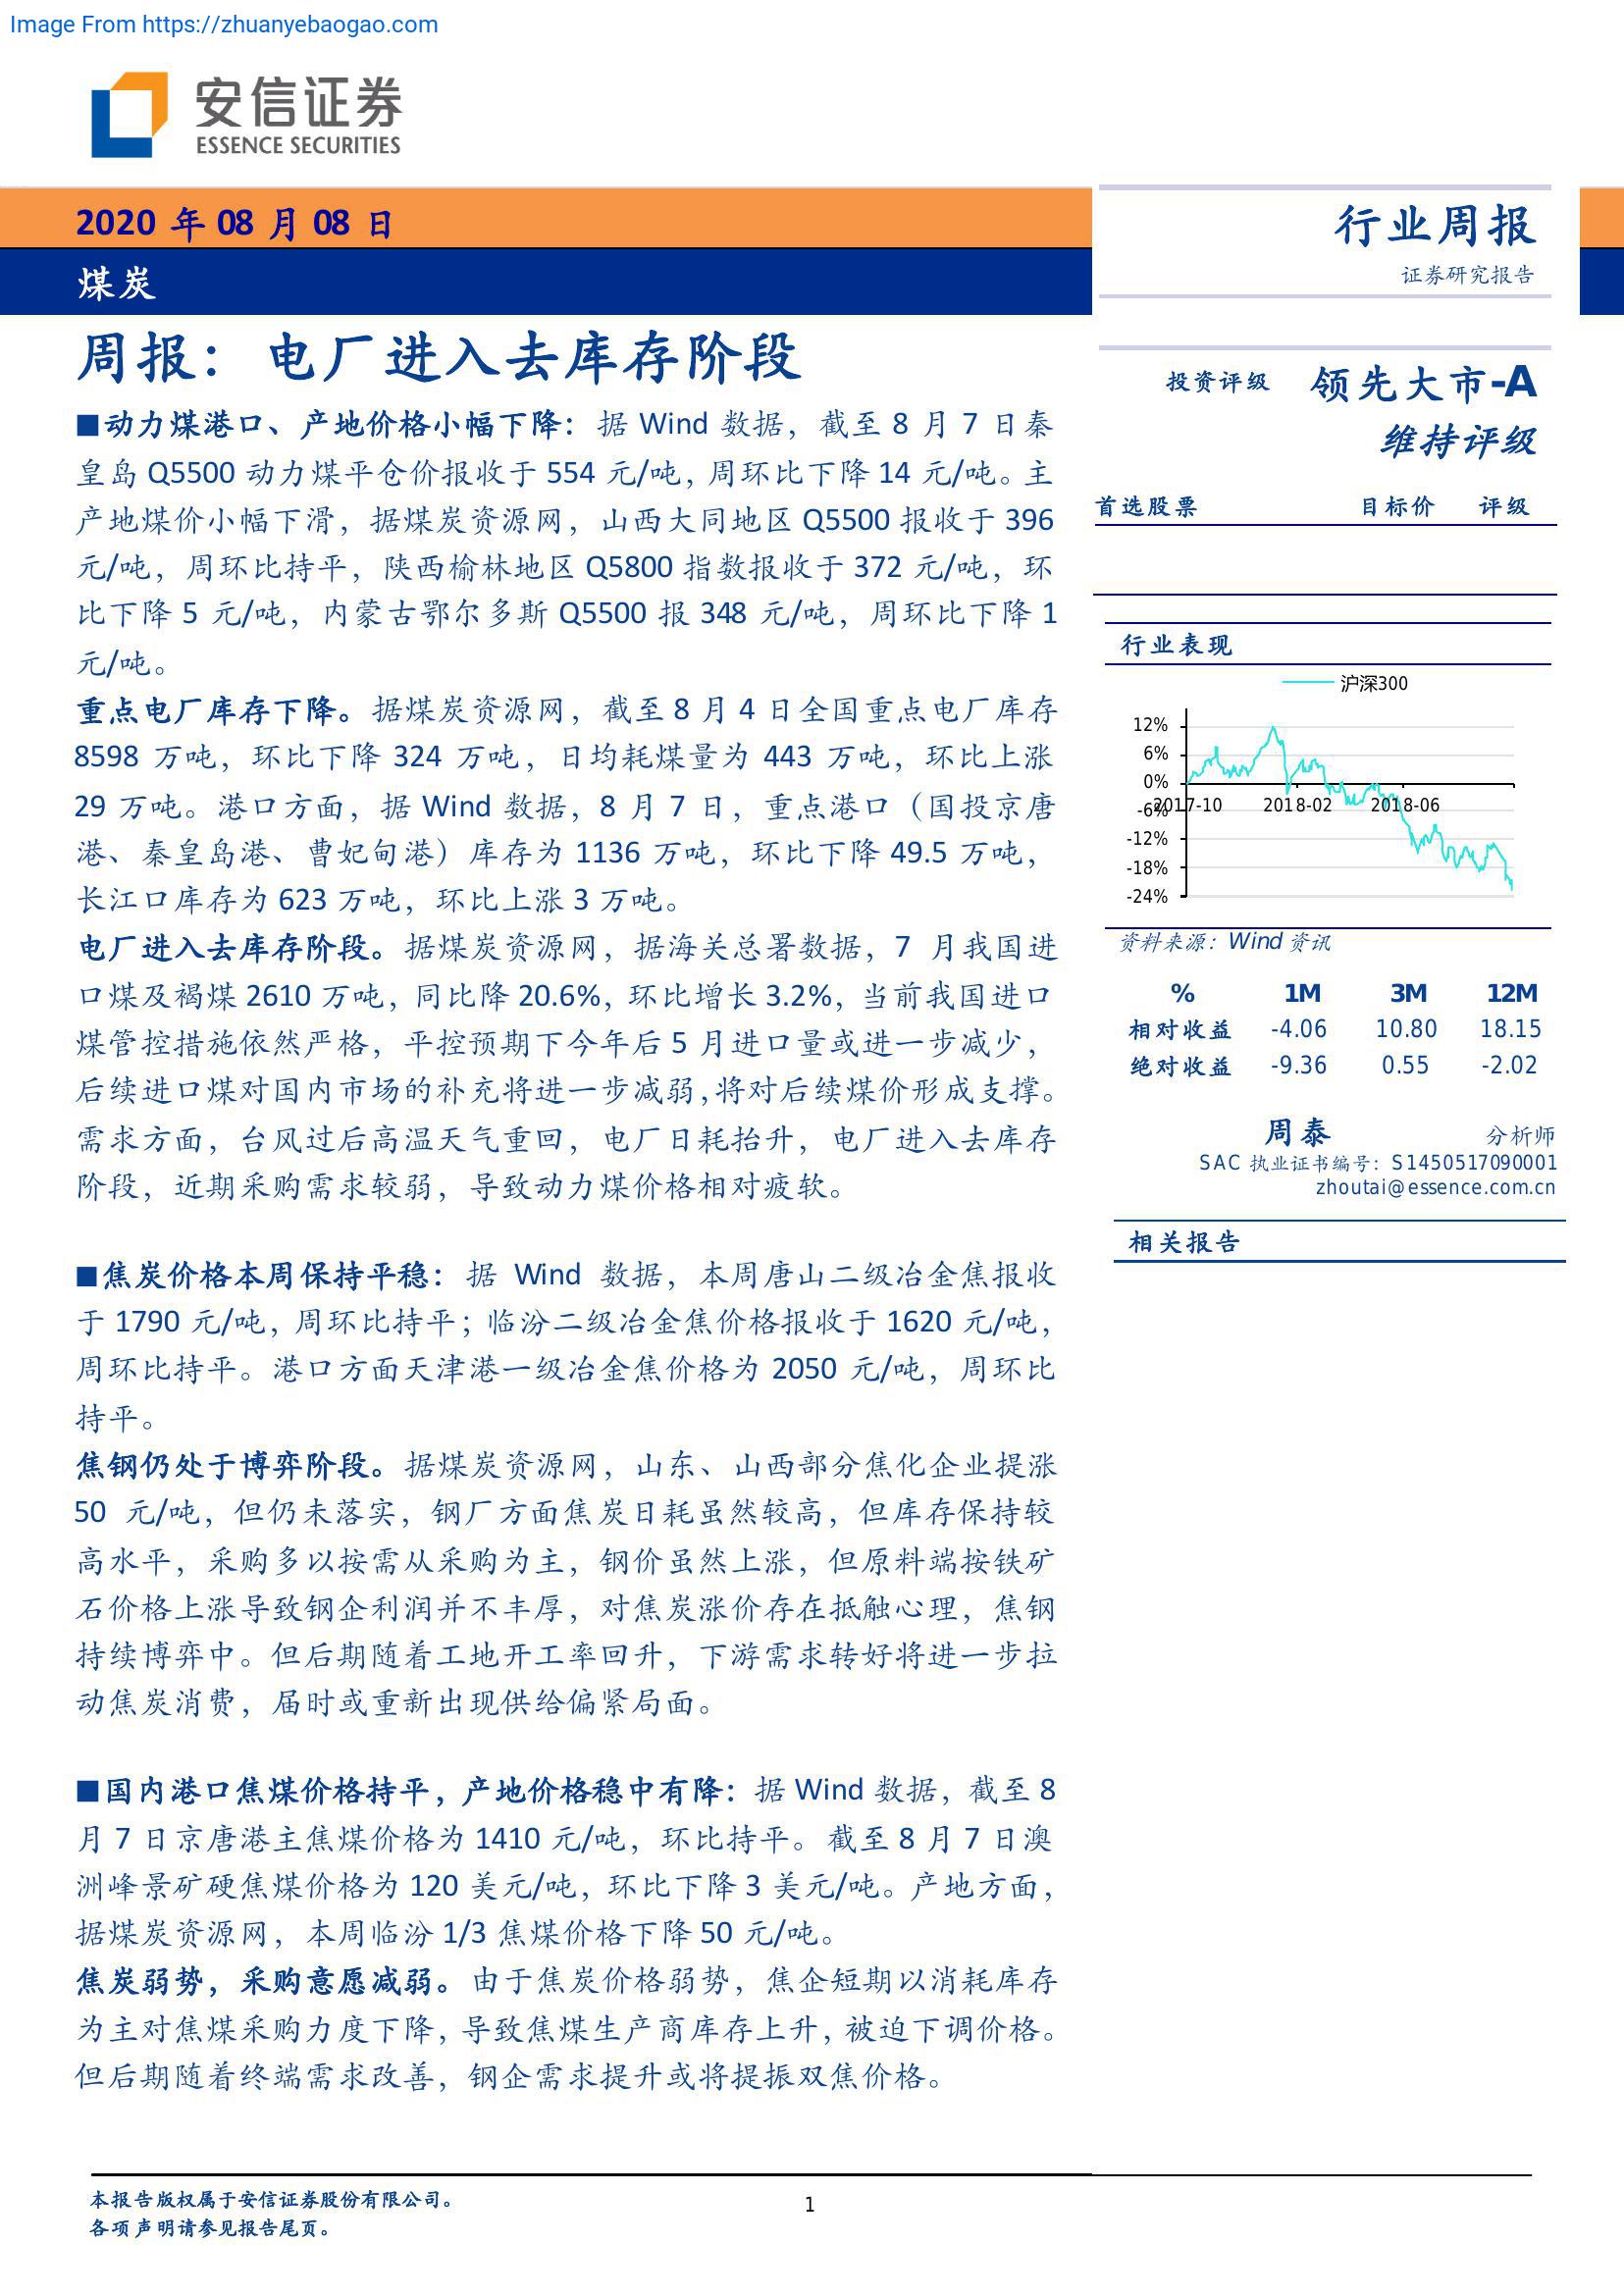 Image From https://zhuanyebaogao.com
安信证券
ESSENCE SECURITIES
2020 年 08 月 08 日
煤炭
行业周报
证券研究报告
周报：电厂进入去库存阶段
■动力煤港口、产地价格小幅下降：据 Wind 数据，截至 8 月 7 日秦
皇岛 Q5500 动力煤平仓价报收于 554 元/吨，周环比下降 14 元/吨。主
产地煤价小幅下滑，据煤炭资源网，山西大同地区 Q5500 报收于 396
元/吨，周环比持平，陕西榆林地区 Q5800 指数报收于 372 元/吨，环
比下降 5 元/吨，内蒙古鄂尔多斯 Q5500 报 348 元/吨，周环比下降 1
元/吨。
重点电厂库存下降。据煤炭资源网，截至 8 月 4 日全国重点电厂库存
8598 万吨，环比下降 324 万吨，日均耗煤量为 443 万吨，环比上涨
29 万吨。港口方面，据 Wind 数据，8 月 7 日，重点港口（国投京唐
港、秦皇岛港、曹妃甸港）库存为 1136 万吨，环比下降 49.5 万吨，
长江口库存为 623 万吨，环比上涨 3 万吨。
电厂进入去库存阶段。据煤炭资源网，据海关总署数据，7 月我国进
口煤及褐煤 2610 万吨，同比降 20.6%，环比增长 3.2%，当前我国进口
煤管控措施依然严格，平控预期下今年后 5 月进口量或进一步减少，
后续进口煤对国内市场的补充将进一步减弱，将对后续煤价形成支撑。
需求方面，台风过后高温天气重回，电厂日耗抬升，电厂进入去库存
阶段，近期采购需求较弱，导致动力煤价格相对疲软。
■焦炭价格本周保持平稳：据 Wind 数据，本周唐山二级冶金焦报收
于 1790 元/吨，周环比持平；临汾二级冶金焦价格报收于 1620 元/吨，
周环比持平。港口方面天津港一级冶金焦价格为 2050 元/吨，周环比
持平。
焦钢仍处于博弈阶段。据煤炭资源网，山东、山西部分焦化企业提涨
50 元/吨，但仍未落实，钢厂方面焦炭日耗虽然较高，但库存保持较
高水平，采购多以按需从采购为主，钢价虽然上涨，但原料端按铁矿
石价格上涨导致钢企利润并不丰厚，对焦炭涨价存在抵触心理，焦钢
持续博弈中。但后期随着工地开工率回升，下游需求转好将进一步拉
动焦炭消费，届时或重新出现供给偏紧局面。
■国内港口焦煤价格持平，产地价格稳中有降：据 Wind 数据，截至 8
月 7 日京唐港主焦煤价格为 1410 元/吨，环比持平。截至 8 月 7 日澳
洲峰景矿硬焦煤价格为 120 美元/吨，环比下降 3 美元/吨。产地方面，
据煤炭资源网，本周临汾 1/3 焦煤价格下降 50 元/吨。
焦炭弱势，采购意愿减弱。由于焦炭价格弱势，焦企短期以消耗库存
为主对焦煤采购力度下降，导致焦煤生产商库存上升，被迫下调价格。
但后期随着终端需求改善，钢企需求提升或将提振双焦价格。
投资评级 领先大市-A
维持评级
首选股票 目标价 评级
行业表现
沪深300
12%
6%
0%
-6%
-12%
-18%
-24%
2017-10 2018-02 2018-06
资料来源：Wind 资讯
% 1M 3M 12M
相对收益 -4.06 10.80 18.15
绝对收益 -9.36 0.55 -2.02
周泰 分析师
SAC 执业证书编号：S1450517090001
zhoutai@essence.com.cn
相关报告
本报告版权属于安信证券股份有限公司。
各项声明请参见报告尾页。
1